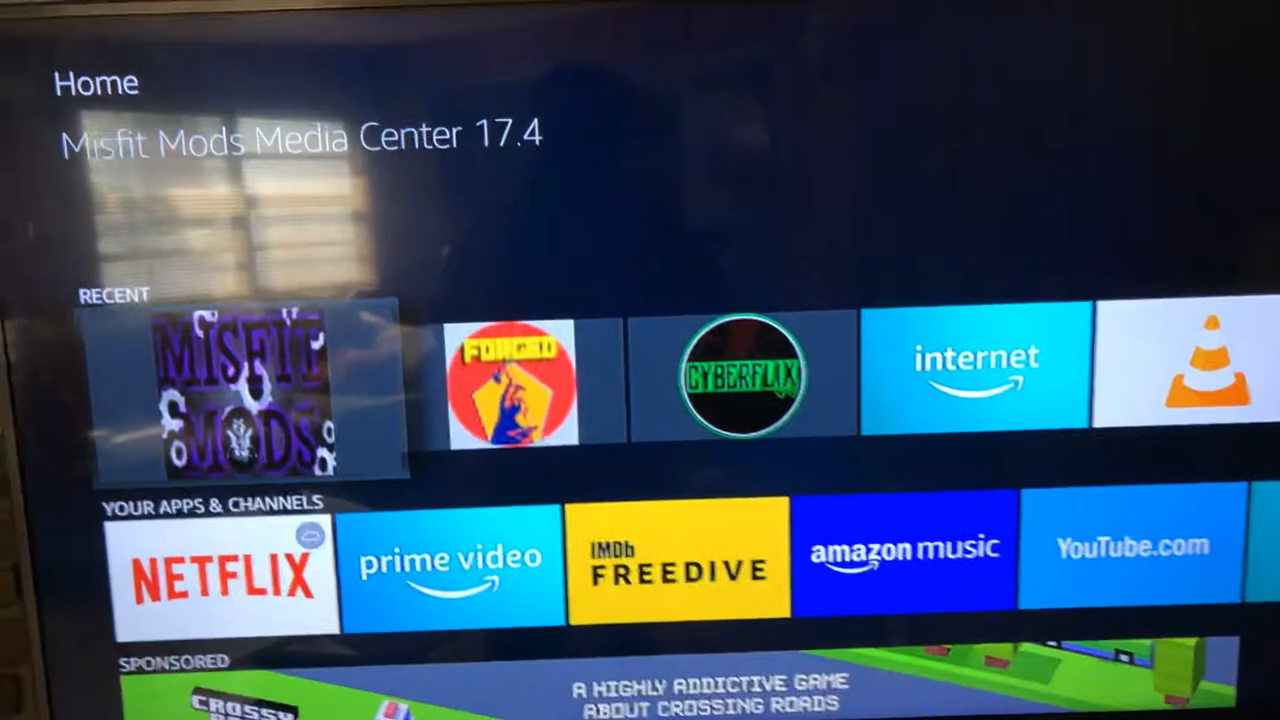 Home
Misfit Mods Media Center 17.4
RECENT
MISFIT
MODS
FORGED
CYBERFLIX
internet
YOUR APPS & CHANNELS
NETFLIX
prime video
IMDb
FREEDIVE
amazon music
YouTube.com
SPONSORED
CROSSY
A HIGHLY ADDICTIVE GAME
ABOUT CROSSING ROADS